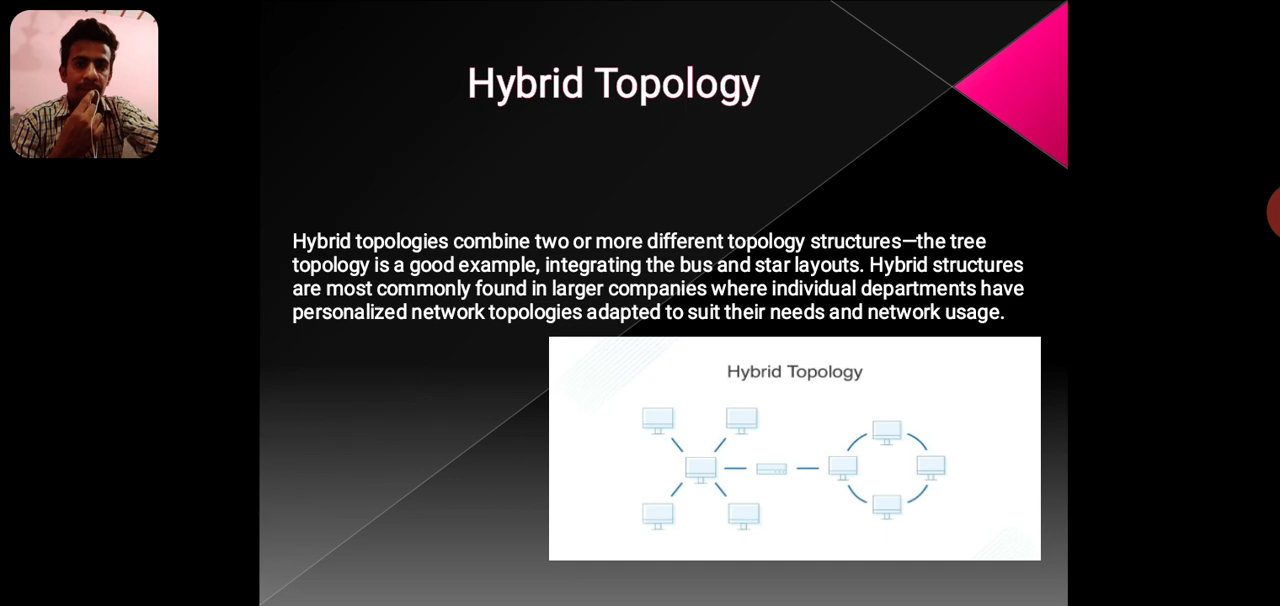 Hybrid Topology
Hybrid topologies combine two or more different topology structures—the tree
topology is a good example, integrating the bus and star layouts. Hybrid structures
are most commonly found in larger companies where individual departments have
personalized network topologies adapted to suit their needs and network usage.
Hybrid Topology